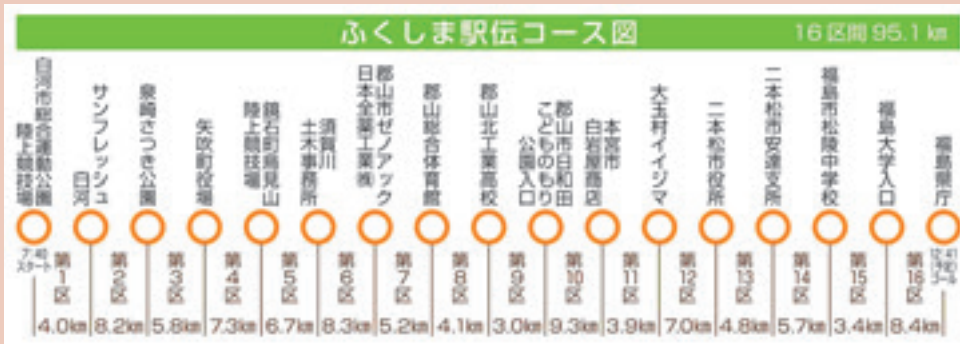 ふくしま駅伝コース図
16区間 95.1km
白河市総合運動公園
陸上競技場
サンフレッシュ
白河
泉崎さつき公園
矢吹町役場
鏡石町鳥見山
陸上競技場
須賀川
土木事務所
郡山市ゼノアック
日本全薬工業㈱
郡山総合体育館
郡山北工業高校
郡山市日和田
こどものもり
公園入口
本宮市
白岩屋商店
大玉村イイジマ
二本松市役所
二本松市安達支所
福島市松陵中学校
福島大学入口
福島県庁
7:40
スタート
第1区
第2区
第3区
第4区
第5区
第6区
第7区
第8区
第9区
第10区
第11区
第12区
第13区
第14区
第15区
第16区
4.0km
8.2km
5.8km
7.3km
6.7km
8.3km
5.2km
4.1km
3.0km
9.3km
3.9km
7.0km
4.8km
5.7km
3.4km
8.4km